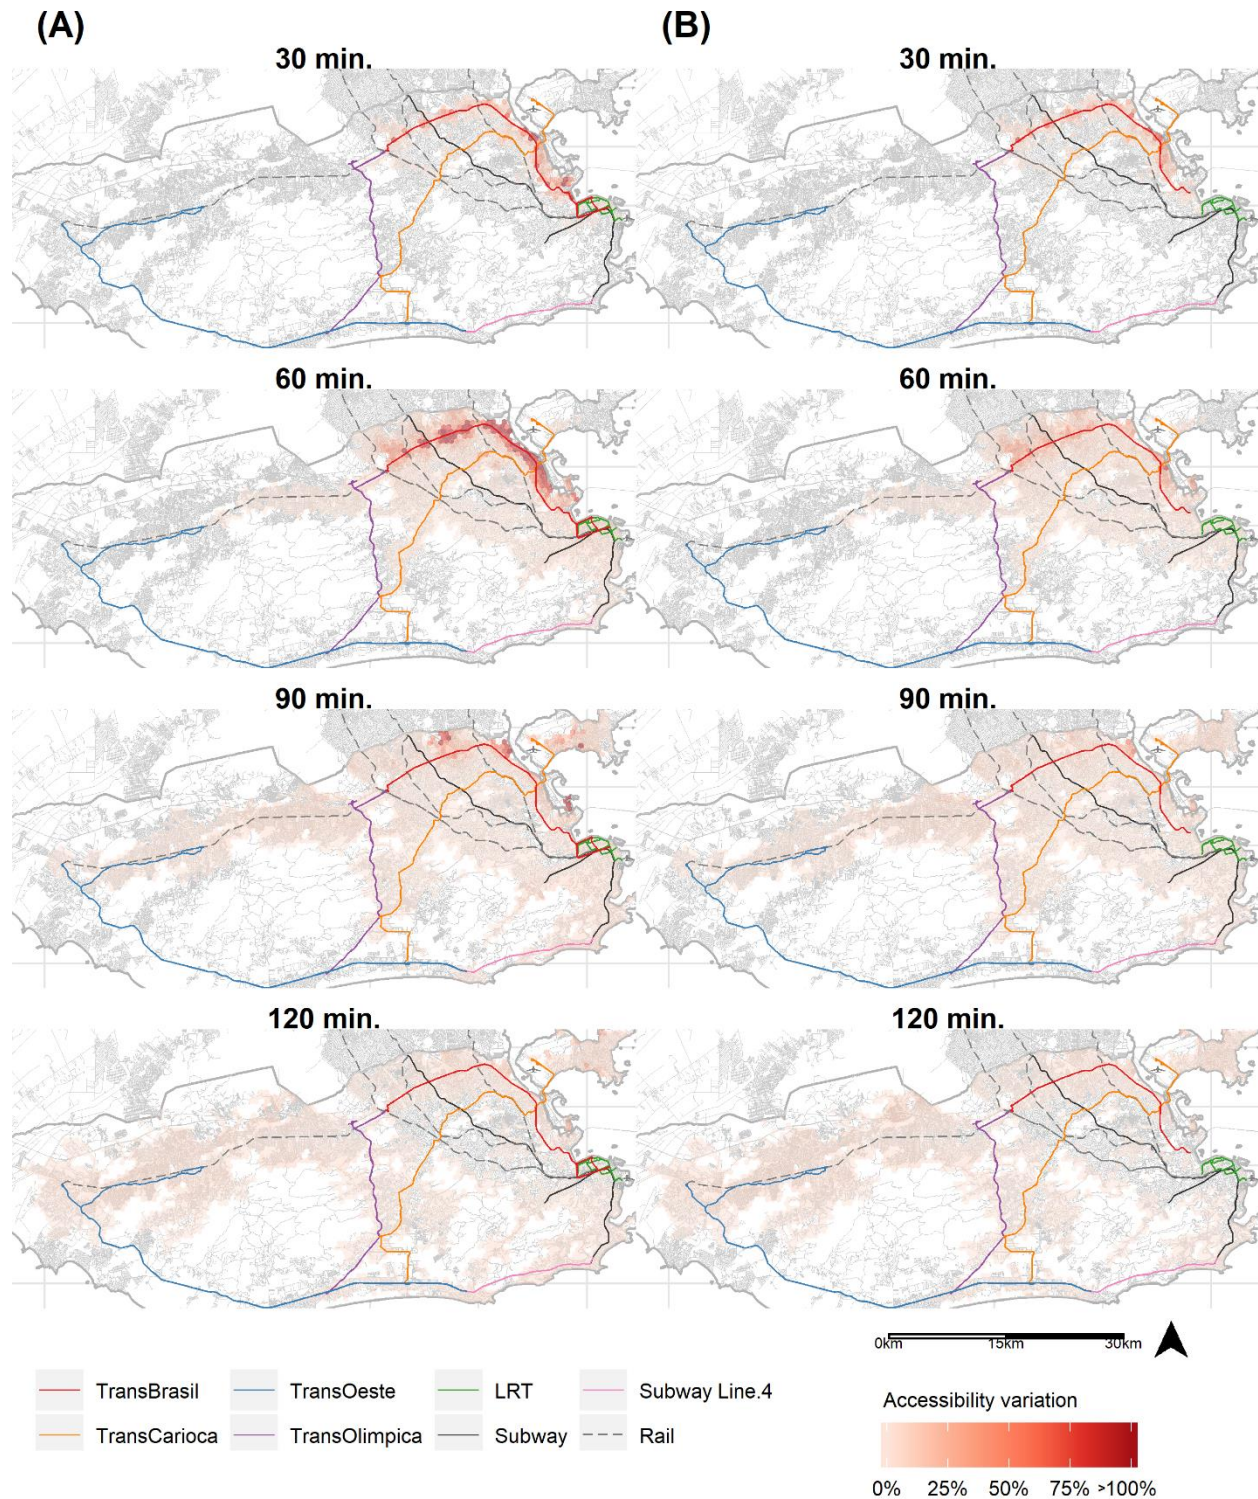 (A) (B)
30 min. 30 min.
60 min. 60 min.
90 min. 90 min.
120 min. 120 min.
0km 15km 30km
TransBrasil TransOeste LRT Subway Line.4
TransCarioca TransOlimpica Subway Rail
Accessibility variation
0% 25% 50% 75% >100%